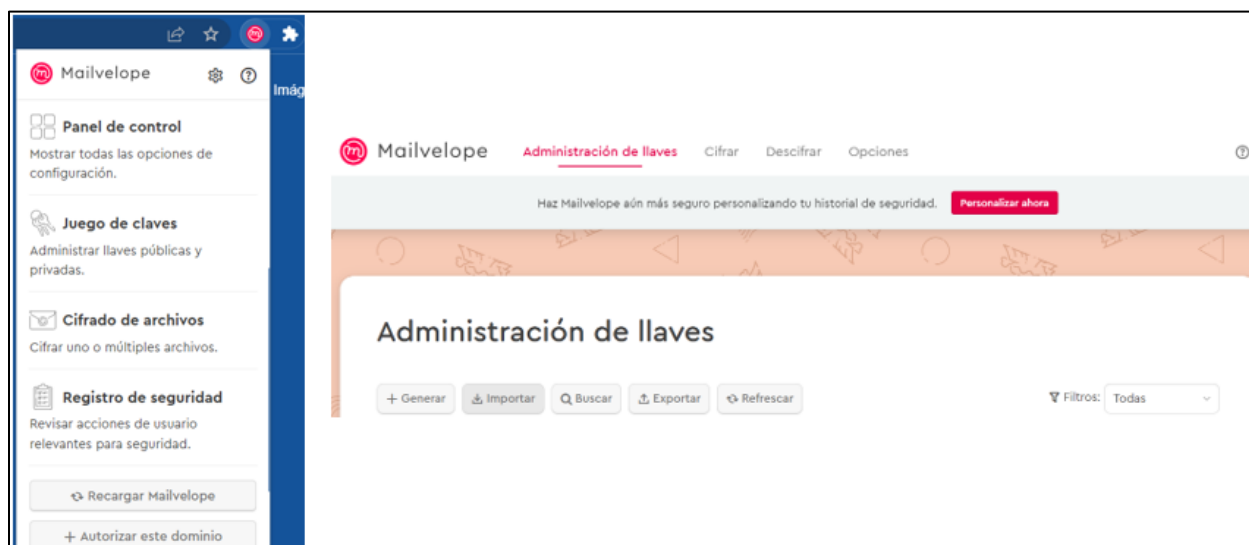 Mailvelope
Imág
Panel de control
Mostrar todas las opciones de
configuración.
Juego de claves
Administrar llaves públicas y
privadas.
Cifrado de archivos
Cifrar uno o múltiples archivos.
Registro de seguridad
Revisar acciones de usuario
relevantes para seguridad.
Recargar Mailvelope
+ Autorizar este dominio
Mailvelope Administración de llaves Cifrar Descifrar Opciones
Haz Mailvelope aún más seguro personalizando tu historial de seguridad. Personalizar ahora
Administración de llaves
+ Generar Importar Buscar Exportar Refrescar Filtros: Todas